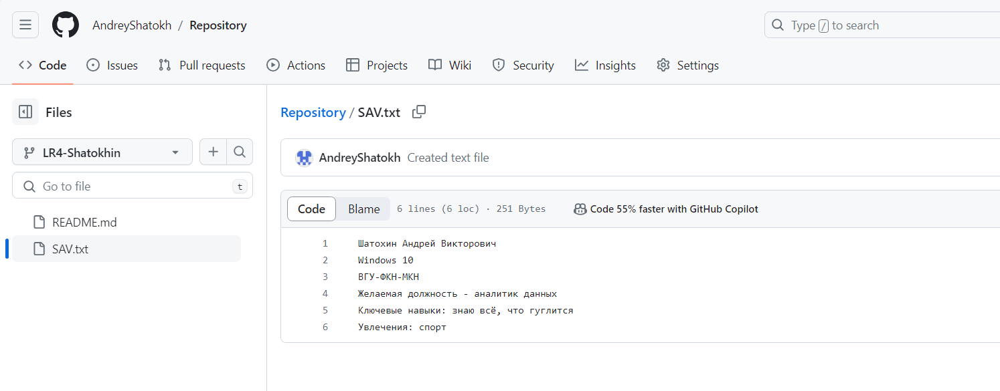 AndreyShatokh / Repository
Type / to search
Code Issues Pull requests Actions Projects Wiki Security Insights Settings
Files
LR4-Shatokhin
Go to file t
README.md
SAV.txt
Repository / SAV.txt
AndreyShatokh Created text file
Code Blame 6 lines (6 loc) · 251 Bytes Code 55% faster with GitHub Copilot
1 Шатохин Андрей Викторович
2 Windows 10
3 ВГУ-ФКН-МКН
4 Желаемая должность - аналитик данных
5 Ключевые навыки: знаю всё, что гуглится
6 Увлечения: спорт